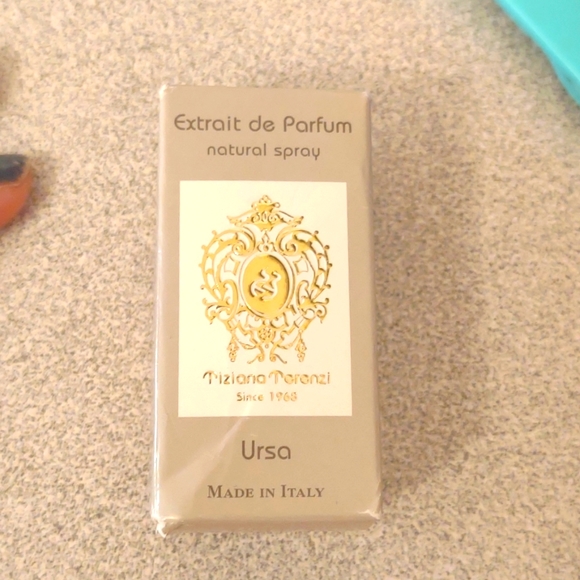 Extrait de Parfum
natural spray
Tiziana Terenzi
Since 1968
Ursa
MADE IN ITALY